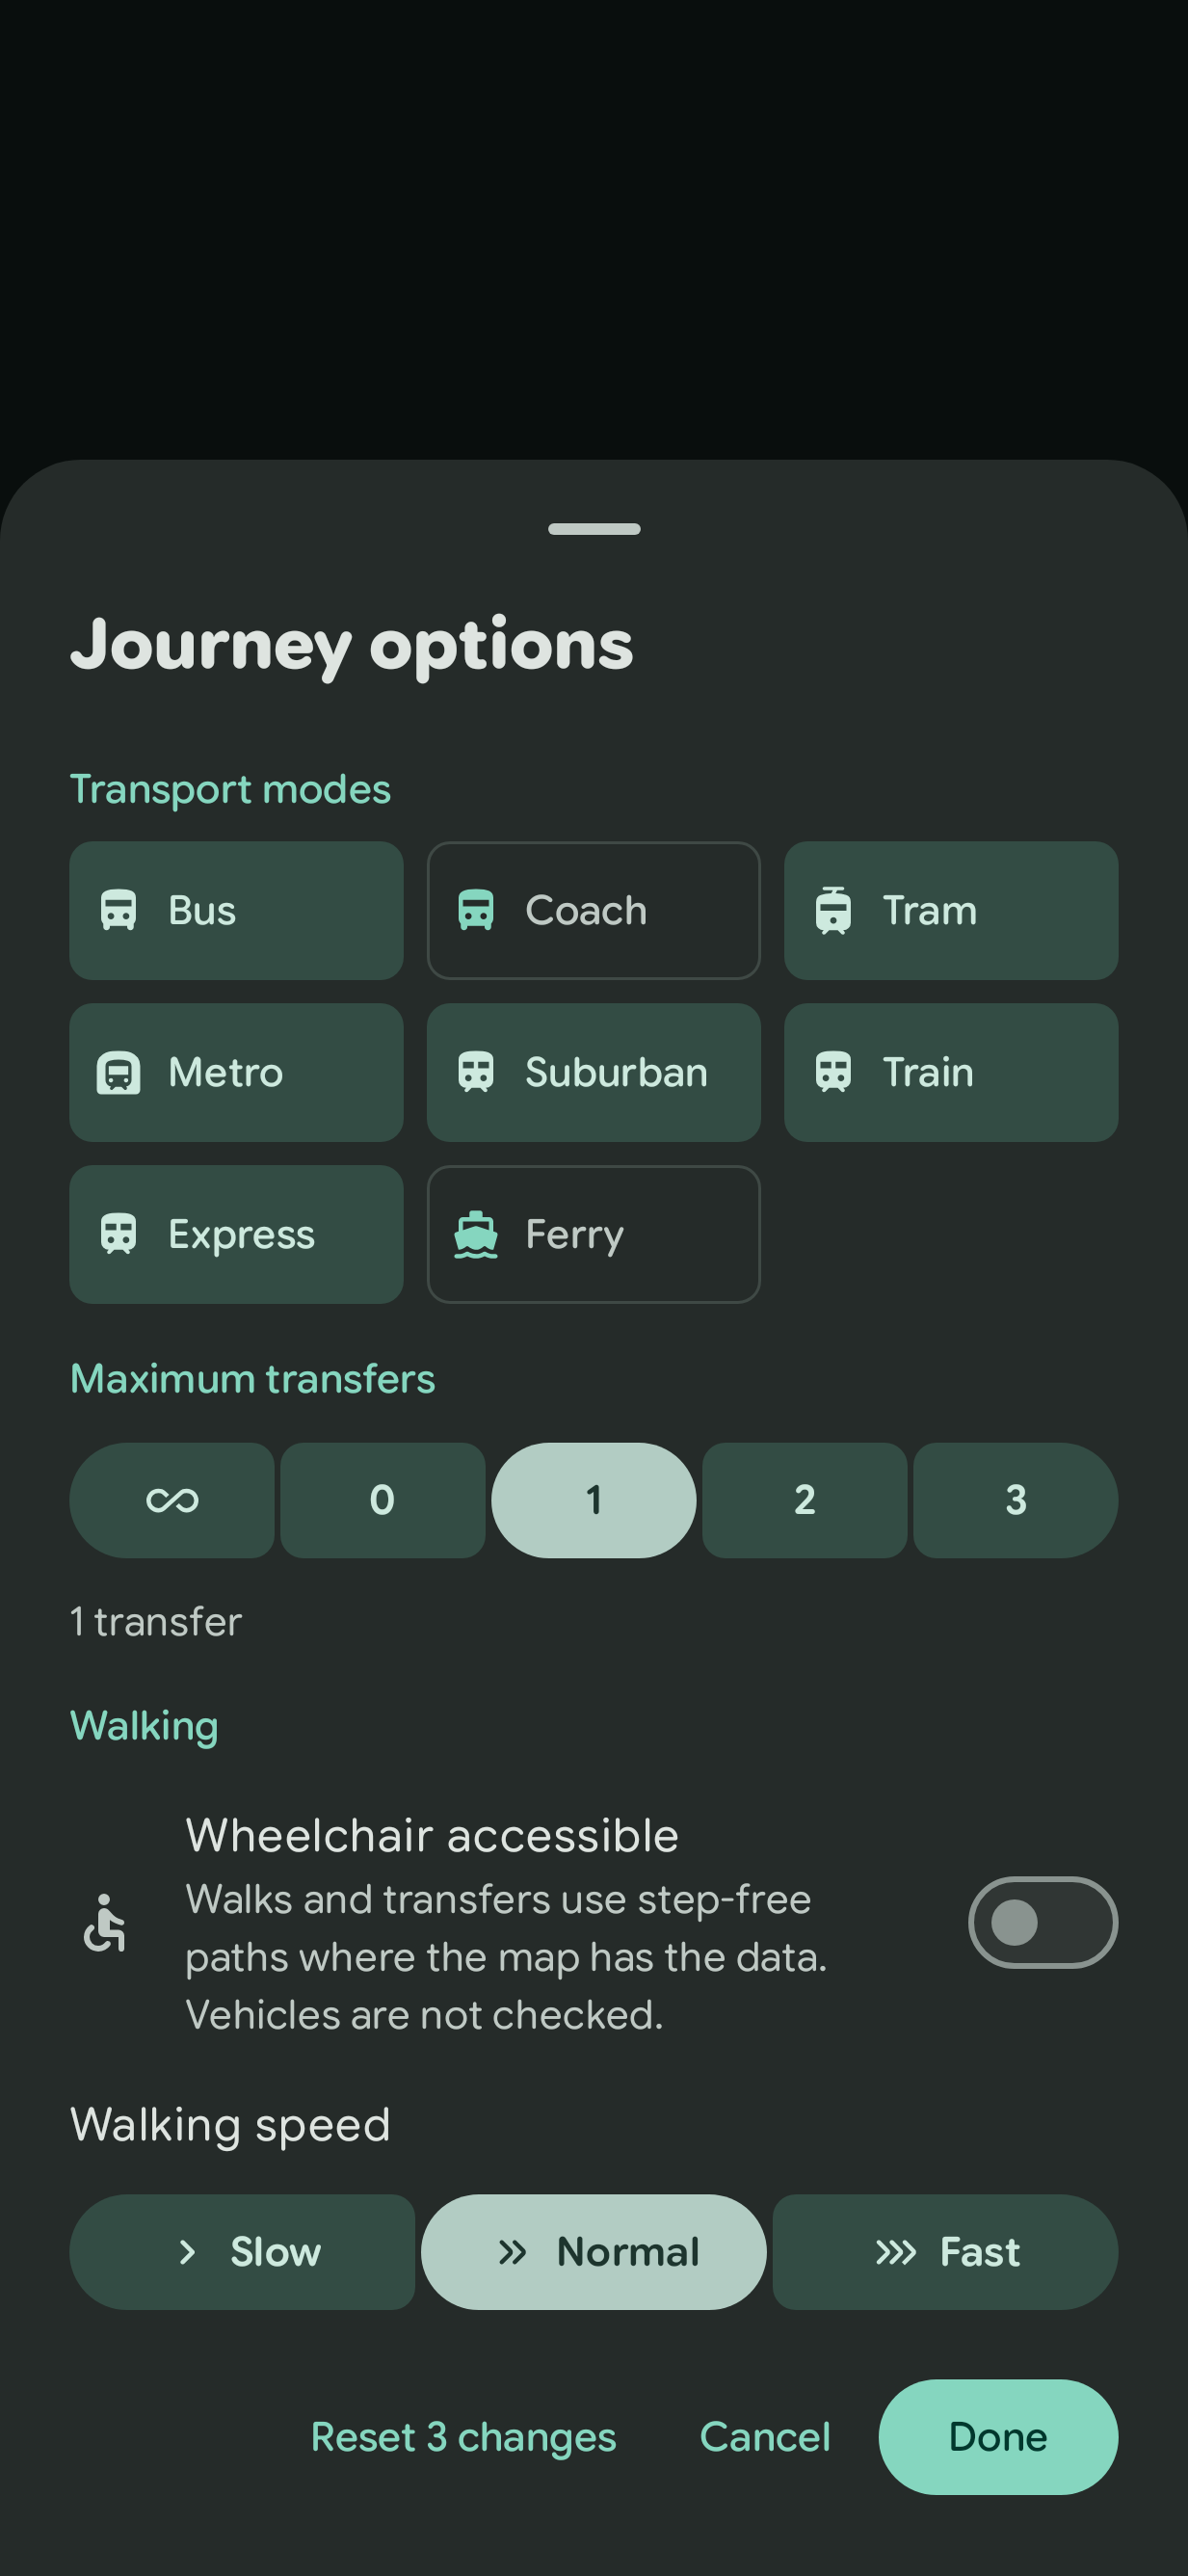 Journey options
Transport modes
Bus
Coach
Tram
Metro
Suburban
Train
Express
Ferry
Maximum transfers
∞
0
1
2
3
1 transfer
Walking
Wheelchair accessible
Walks and transfers use step-free
paths where the map has the data.
Vehicles are not checked.
Walking speed
Slow
Normal
Fast
Reset 3 changes
Cancel
Done